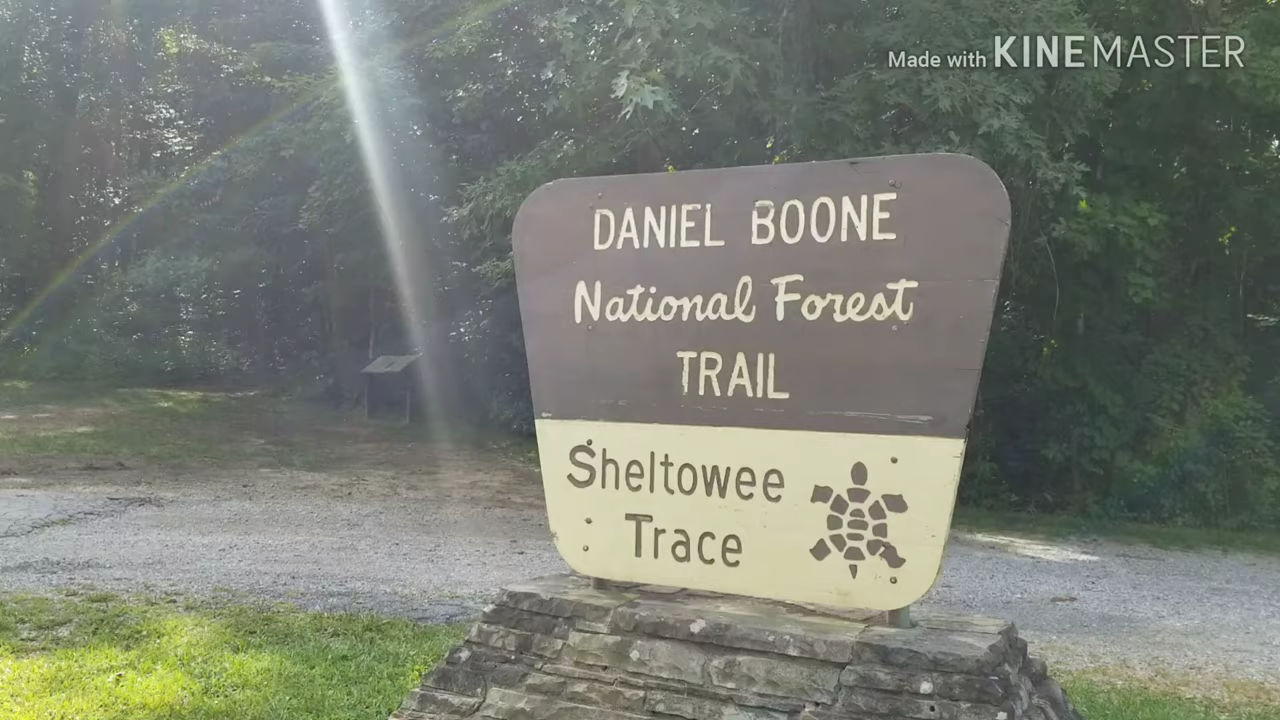 Made with KINEMASTER
DANIEL BOONE
National Forest
TRAIL
Sheltowee
Trace